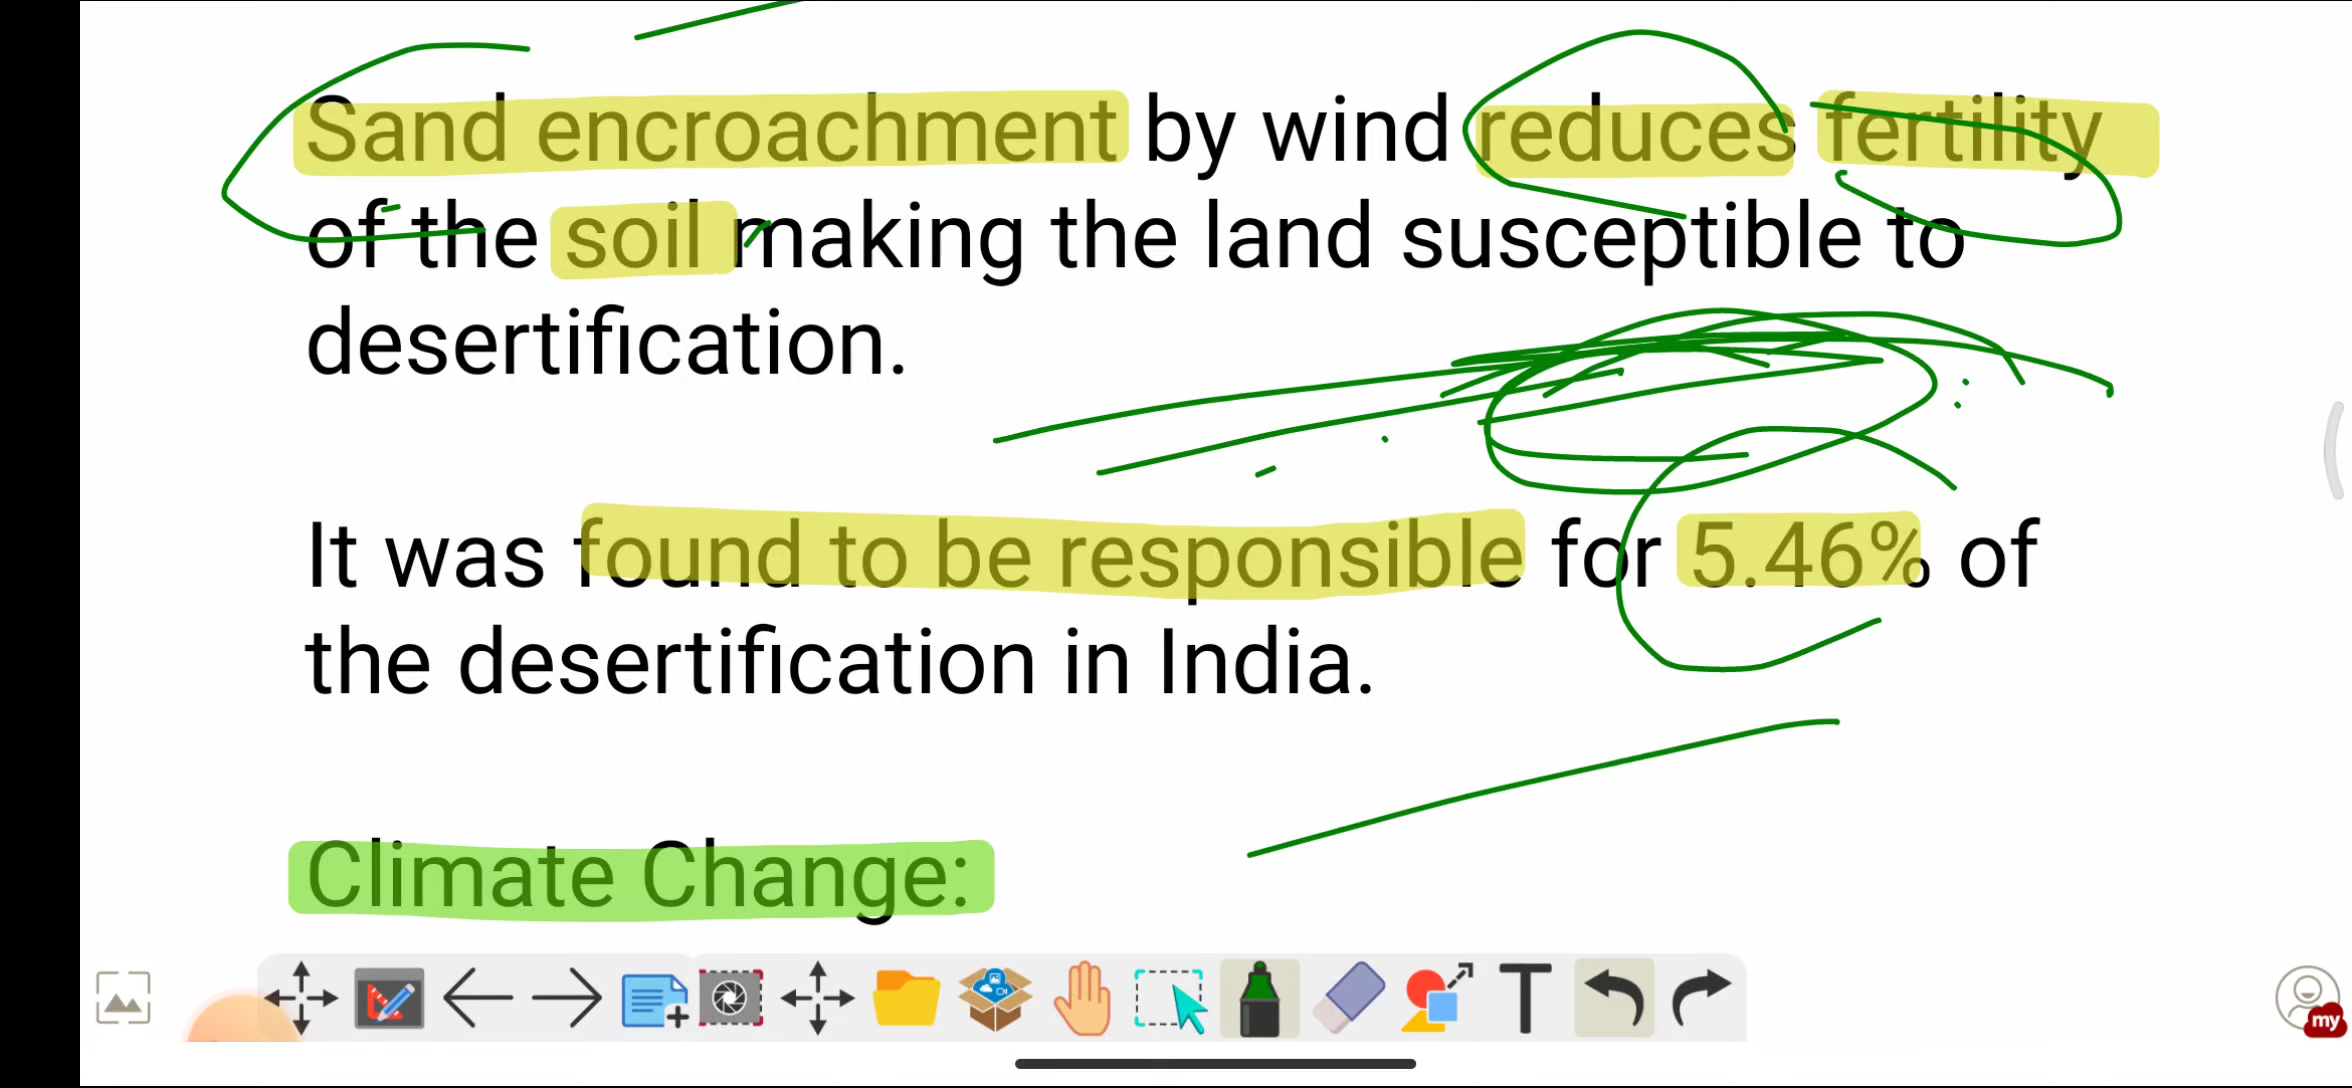 Sand encroachment by wind reduces fertility
of the soil making the land susceptible to
desertification.
It was found to be responsible for 5.46% of
the desertification in India.
Climate Change:
T
my